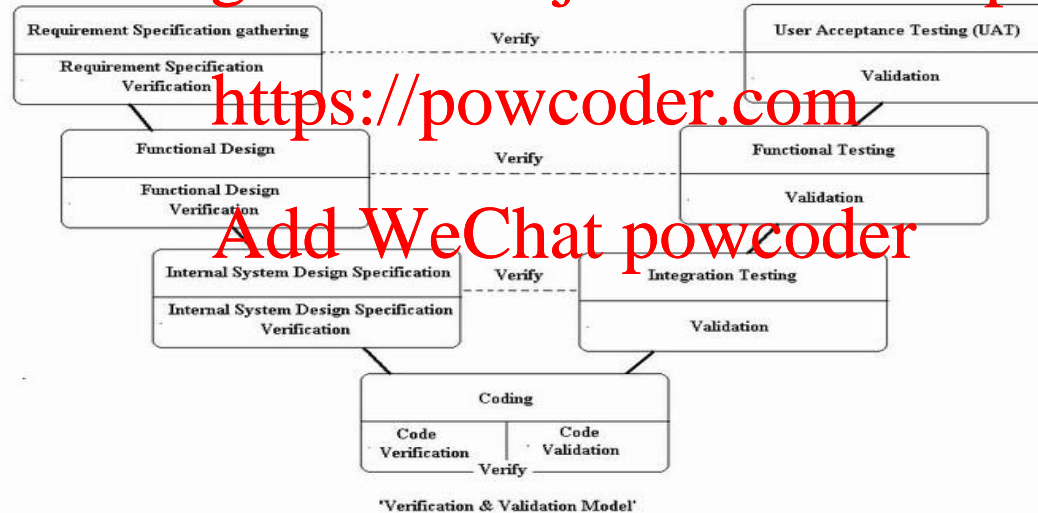 Requirement Specification gathering
Requirement Specification
Verification
Verify
User Acceptance Testing (UAT)
Validation
https://powcoder.com
Functional Design
Functional Design
Verification
Verify
Functional Testing
Validation
Add WeChat powcoder
Internal System Design Specification
Internal System Design Specification
Verification
Verify
Integration Testing
Validation
Coding
Code
Verification
Code
Validation
Verify
'Verification & Validation Model'